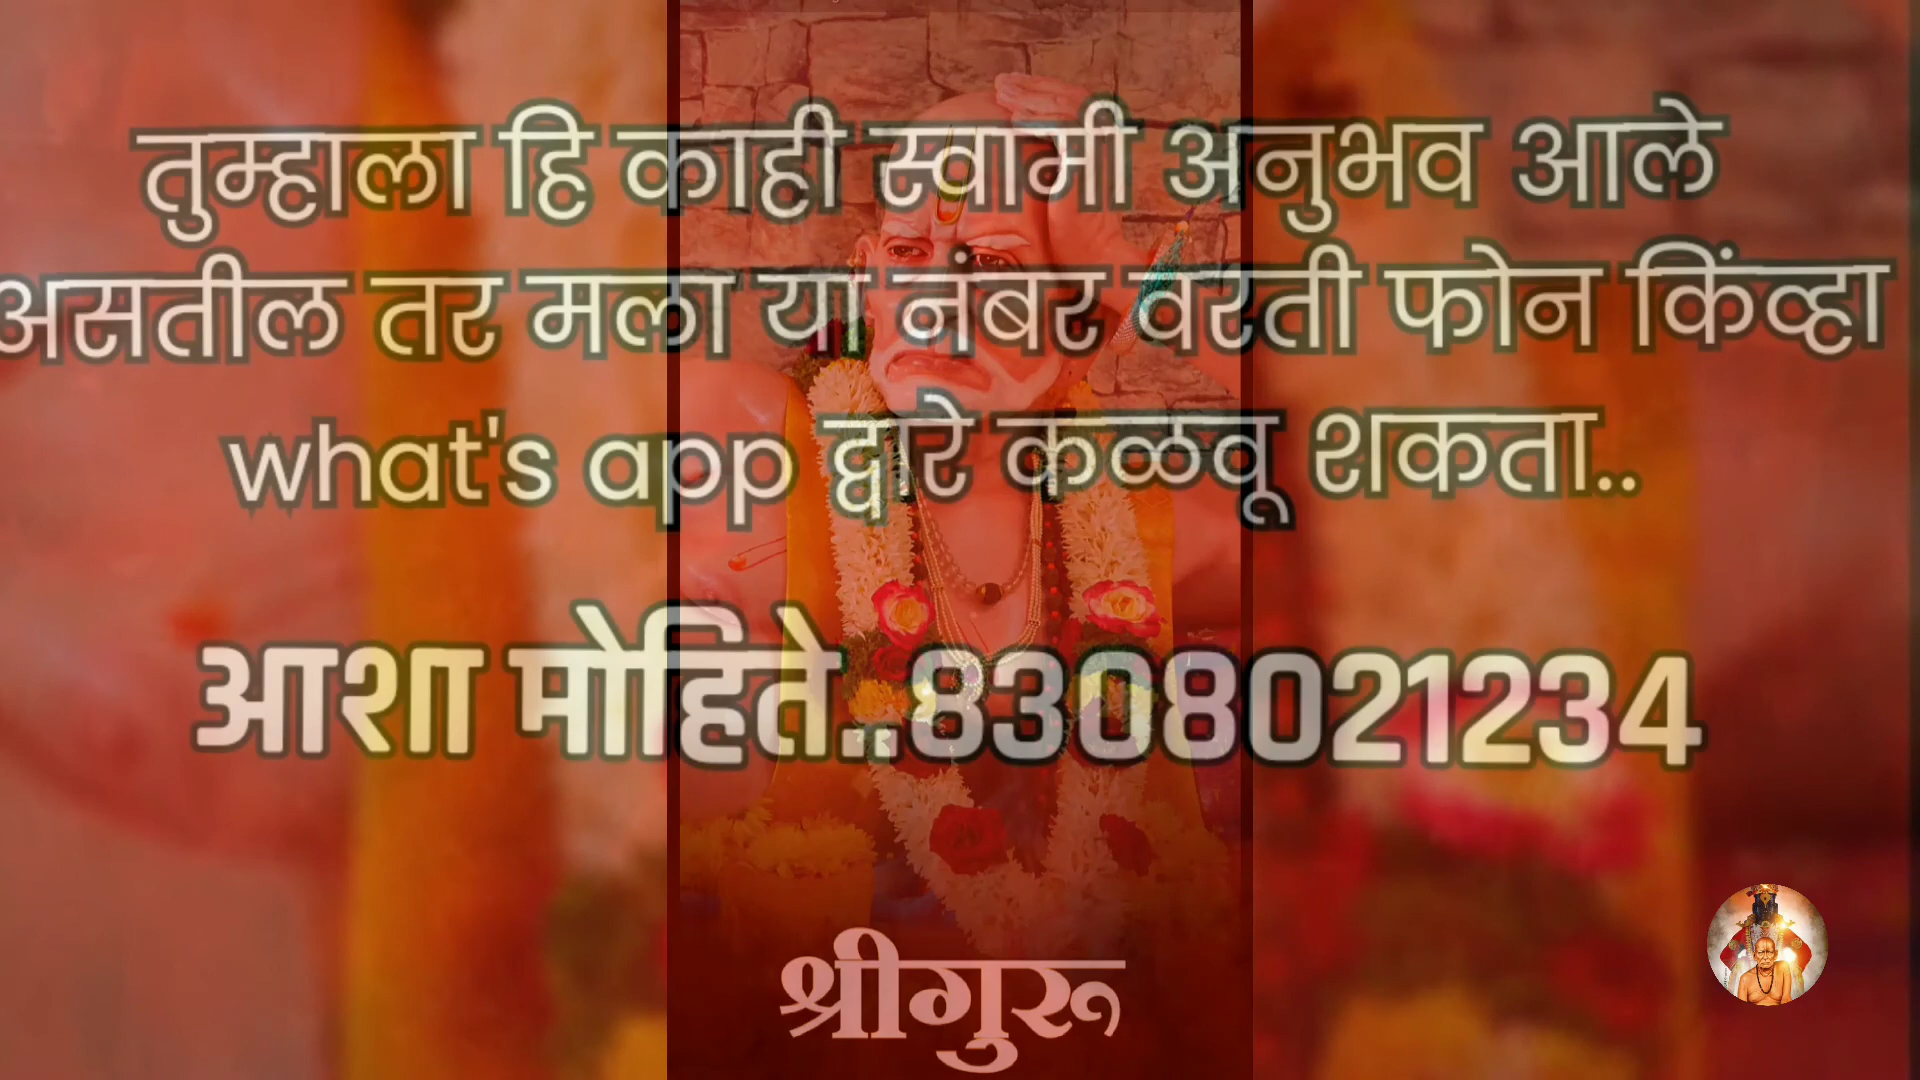 तुम्हाला हि काही स्वामी अनुभव आले
असतील तर मला या नंबर वरती फोन किंव्हा
what's app द्वारे कळवू शकता..
आशा मोहिते..8308021234
श्रीगुरू